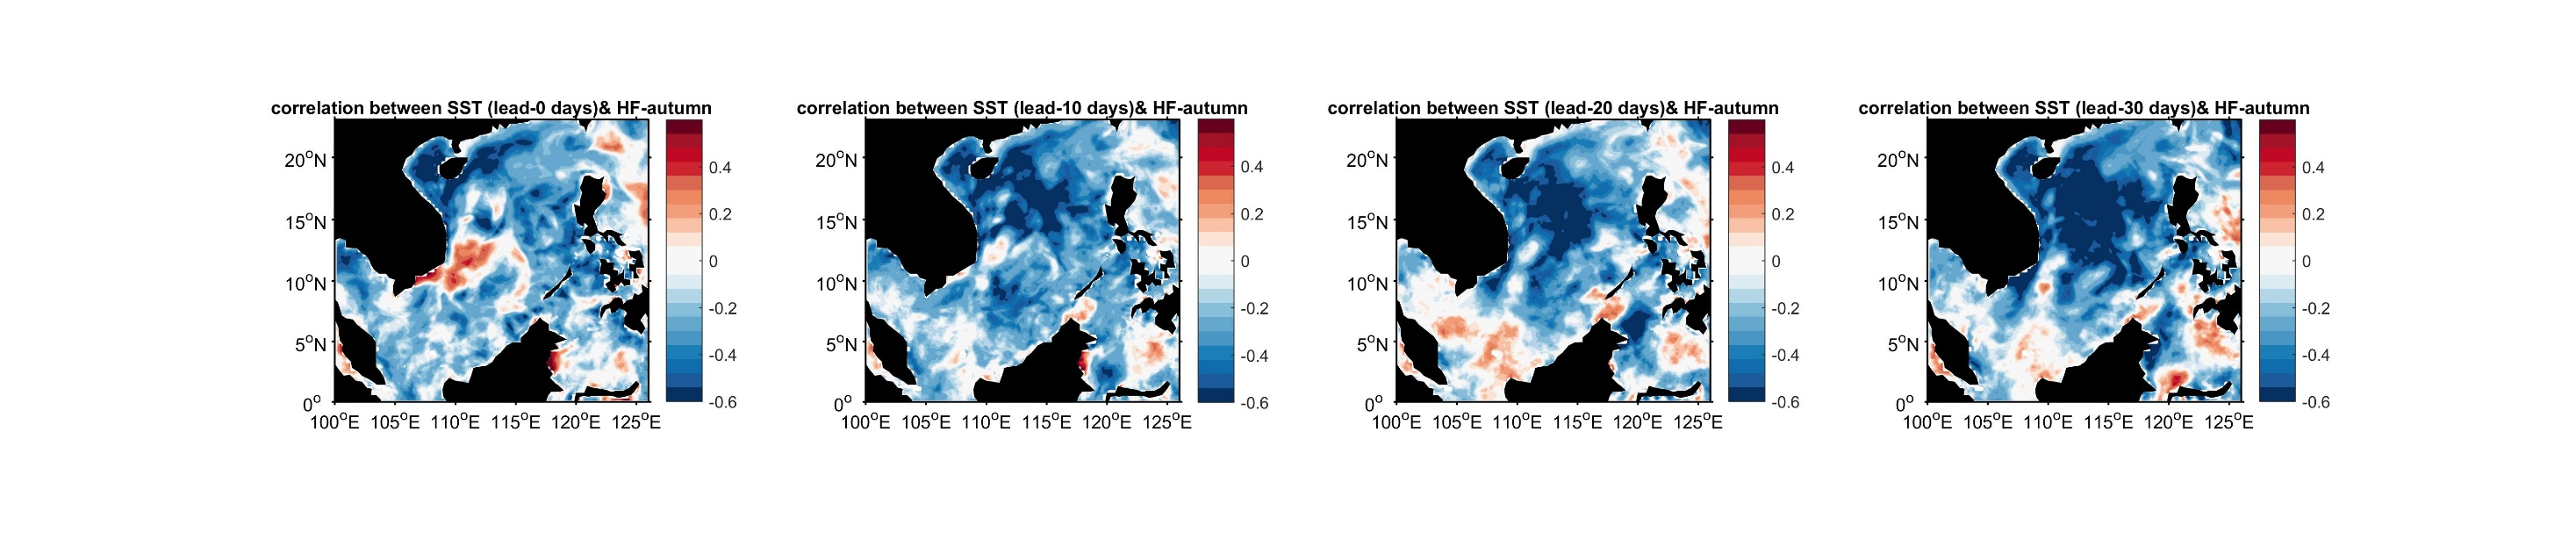 correlation between SST (lead-0 days)& HF-autumn
20°N
15°N
10°N
5°N
0°
100°E 105°E 110°E 115°E 120°E 125°E
0.4
0.2
0
-0.2
-0.4
-0.6
correlation between SST (lead-10 days)& HF-autumn
20°N
15°N
10°N
5°N
0°
100°E 105°E 110°E 115°E 120°E 125°E
0.4
0.2
0
-0.2
-0.4
-0.6
correlation between SST (lead-20 days)& HF-autumn
20°N
15°N
10°N
5°N
0°
100°E 105°E 110°E 115°E 120°E 125°E
0.4
0.2
0
-0.2
-0.4
-0.6
correlation between SST (lead-30 days)& HF-autumn
20°N
15°N
10°N
5°N
0°
100°E 105°E 110°E 115°E 120°E 125°E
0.4
0.2
0
-0.2
-0.4
-0.6